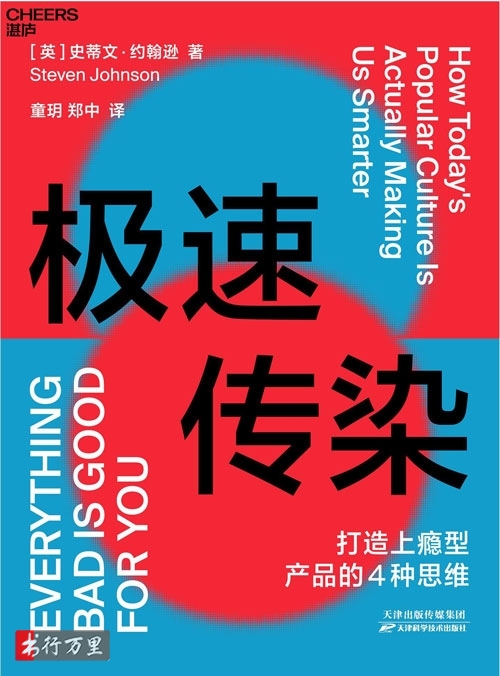 CHEERS
湛庐
[英]史蒂文·约翰逊 著
Steven Johnson
童玥 郑中 译
How Today's
Popular Culture Is
Actually Making
Us Smarter
极速
传染
EVERYTHING
BAD IS GOOD
FOR YOU
打造上瘾型
产品的4种思维
天津出版传媒集团
天津科学技术出版社
书行万里